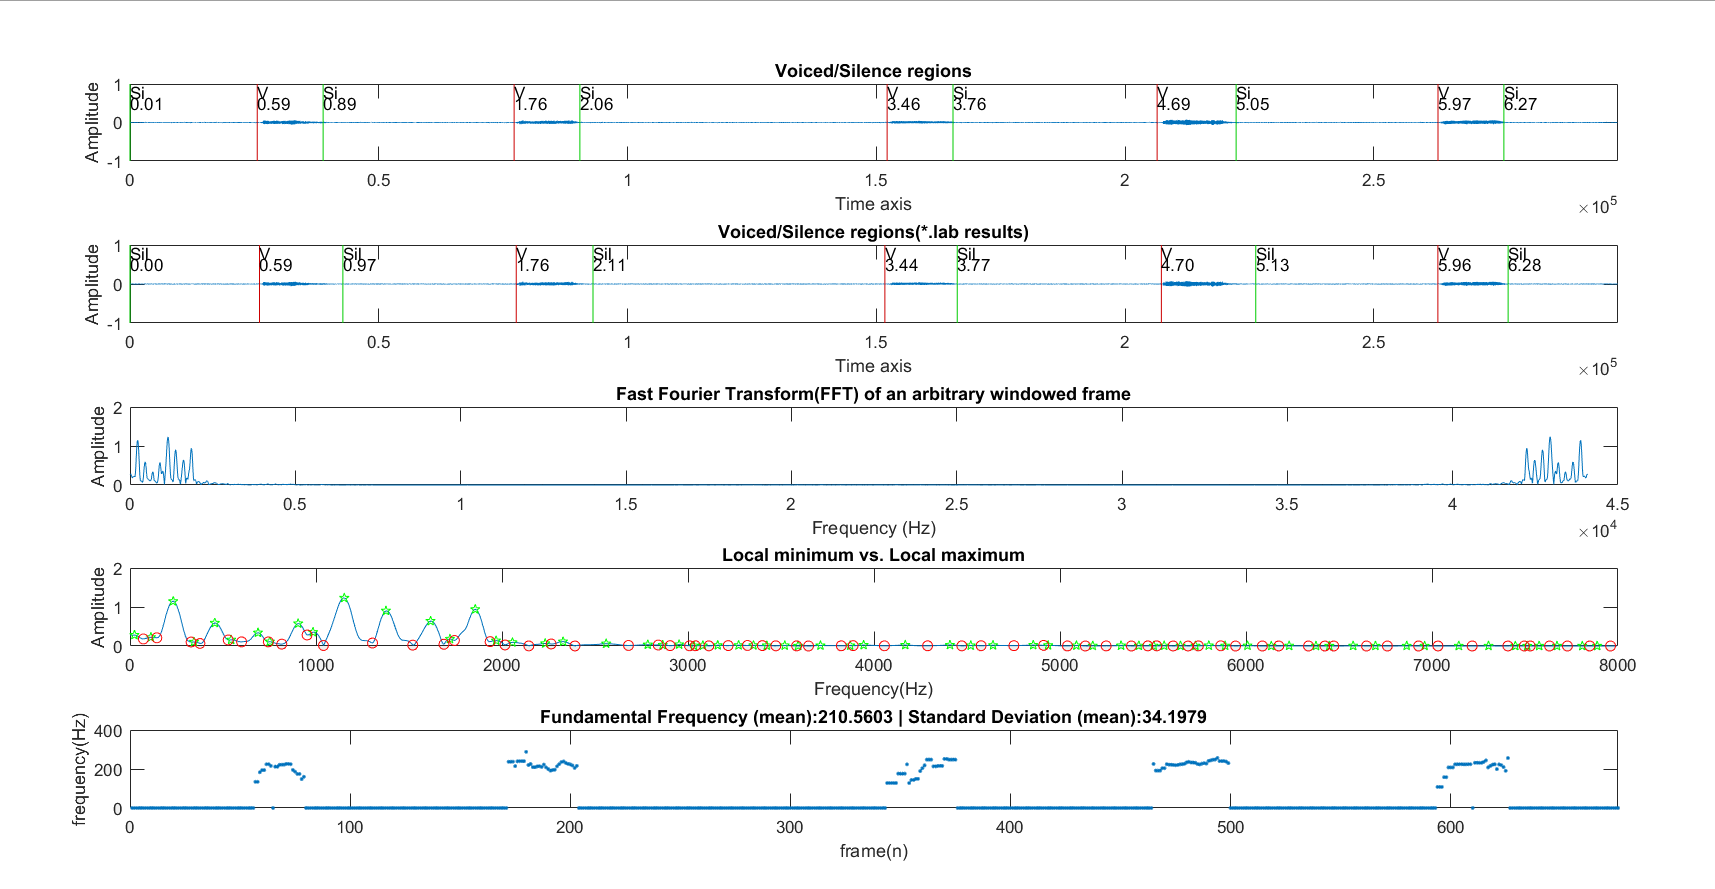 Voiced/Silence regions
Amplitude
1
0
-1
Si V Si V Si V Si V Si V Si
0.01 0.59 0.89 1.76 2.06 3.46 3.76 4.69 5.05 5.97 6.27
0 0.5 1 1.5 2 2.5
Time axis
×10^5
Voiced/Silence regions(*.lab results)
Amplitude
1
0
-1
Sil V Sil V Sil V Sil V Sil V Sil
0.00 0.59 0.97 1.76 2.11 3.44 3.77 4.70 5.13 5.96 6.28
0 0.5 1 1.5 2 2.5
Time axis
×10^5
Fast Fourier Transform(FFT) of an arbitrary windowed frame
Amplitude
2
1
0
0 0.5 1 1.5 2 2.5 3 3.5 4 4.5
Frequency (Hz)
×10^4
Local minimum vs. Local maximum
Amplitude
2
1
0
0 1000 2000 3000 4000 5000 6000 7000 8000
Frequency(Hz)
Fundamental Frequency (mean):210.5603 | Standard Deviation (mean):34.1979
frequency(Hz)
400
200
0
0 100 200 300 400 500 600
frame(n)